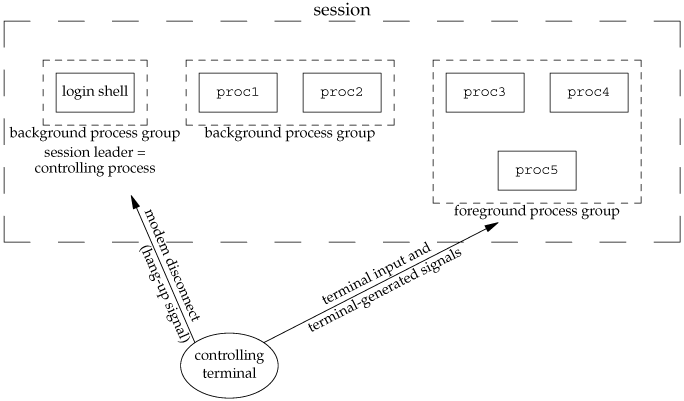 session
login shell
proc1
proc2
proc3
proc4
proc5
background process group
session leader =
controlling process
background process group
foreground process group
modem disconnect
(hang-up signal)
terminal input and
terminal-generated signals
controlling
terminal